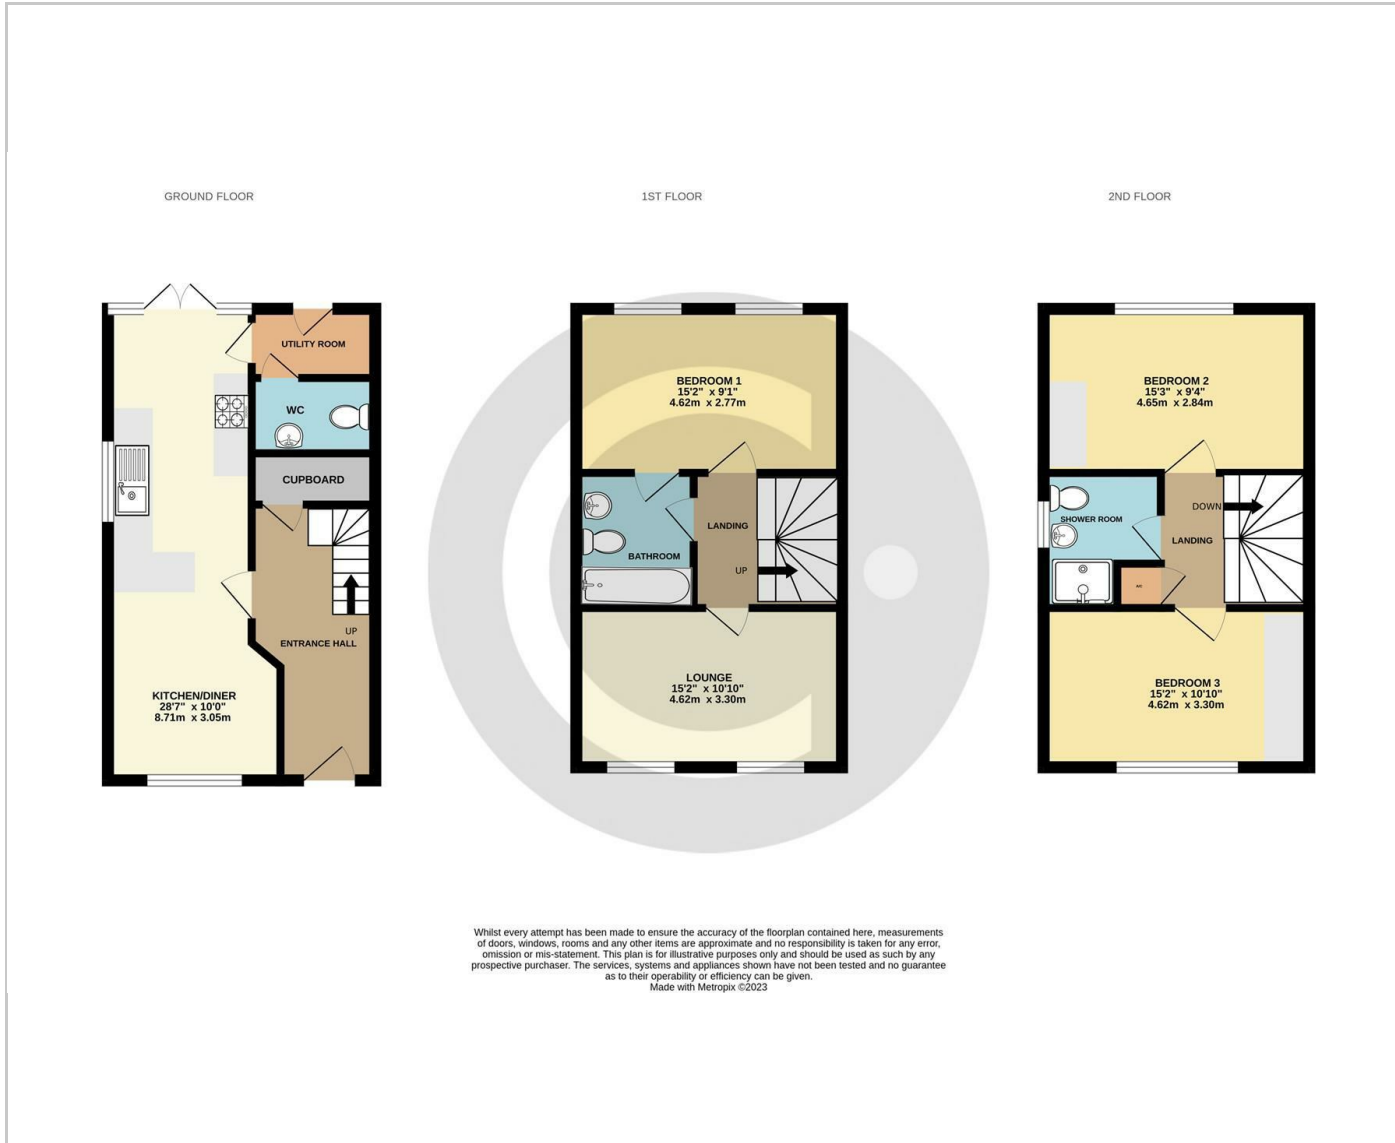 GROUND FLOOR
1ST FLOOR
2ND FLOOR
UTILITY ROOM
WC
CUPBOARD
UP
ENTRANCE HALL
KITCHEN/DINER
28'7" x 10'0"
8.71m x 3.05m
BEDROOM 1
15'2" x 9'1"
4.62m x 2.77m
LANDING
BATHROOM
UP
LOUNGE
15'2" x 10'10"
4.62m x 3.30m
BEDROOM 2
15'3" x 9'4"
4.65m x 2.84m
DOWN
SHOWER ROOM
LANDING
A/C
BEDROOM 3
15'2" x 10'10"
4.62m x 3.30m
Whilst every attempt has been made to ensure the accuracy of the floorplan contained here, measurements
of doors, windows, rooms and any other items are approximate and no responsibility is taken for any error,
omission or mis-statement. This plan is for illustrative purposes only and should be used as such by any
prospective purchaser. The services, systems and appliances shown have not been tested and no guarantee
as to their operability or efficiency can be given.
Made with Metropix ©2023